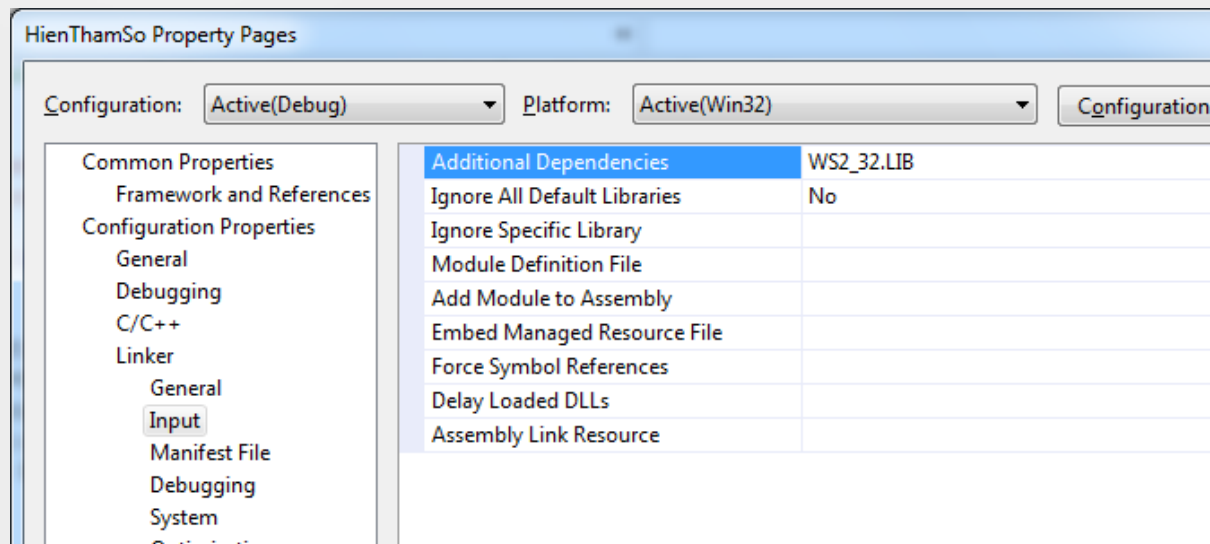 HienThamSo Property Pages
Configuration: Active(Debug) Platform: Active(Win32) Configuration
Common Properties
Framework and References
Configuration Properties
General
Debugging
C/C++
Linker
General
Input
Manifest File
Debugging
System
Additional Dependencies WS2_32.LIB
Ignore All Default Libraries No
Ignore Specific Library
Module Definition File
Add Module to Assembly
Embed Managed Resource File
Force Symbol References
Delay Loaded DLLs
Assembly Link Resource